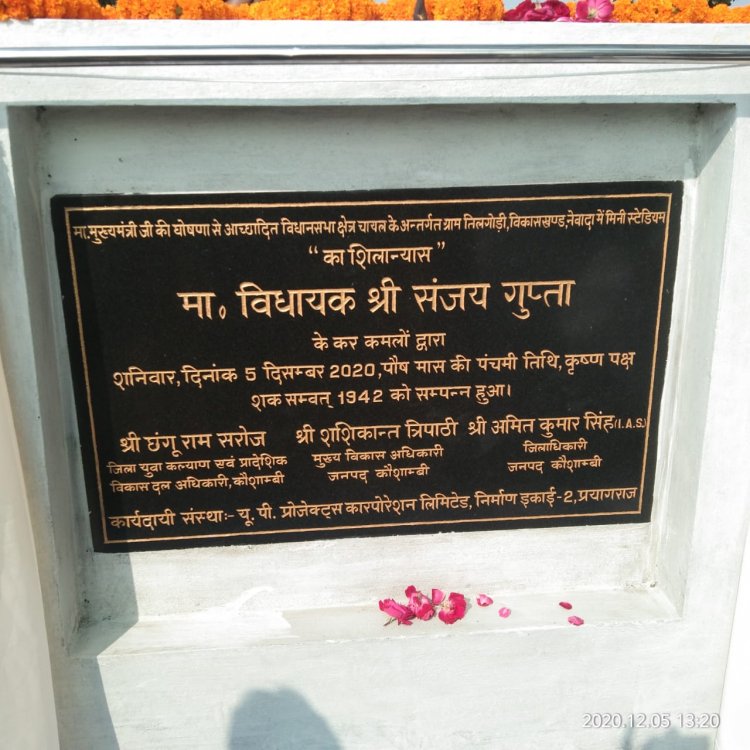 मा. मुख्यमंत्री जी की घोषणा से आच्छादित विधानसभा क्षेत्र चायल के अन्तर्गत ग्राम तिलगोड़ी, विकासखण्ड, नेवादा में मिनी स्टेडियम
"का शिलान्यास"
मा. विधायक श्री संजय गुप्ता
के कर कमलों द्वारा
शनिवार, दिनांक 5 दिसम्बर 2020, पौष मास की पंचमी तिथि, कृष्ण पक्ष
शक सम्वत् 1942 को सम्पन्न हुआ।
श्री छंगू राम सरोज
जिला युवा कल्याण एवं प्रादेशिक
विकास दल अधिकारी, कौशाम्बी
श्री शशिकान्त त्रिपाठी
मुख्य विकास अधिकारी
जनपद कौशाम्बी
श्री अमित कुमार सिंह (I.A.S)
जिलाधिकारी
जनपद कौशाम्बी
कार्यदायी संस्था:- यू. पी. प्रोजेक्ट्स कारपोरेशन लिमिटेड, निर्माण इकाई-2, प्रयागराज
2020.12.05 13:20